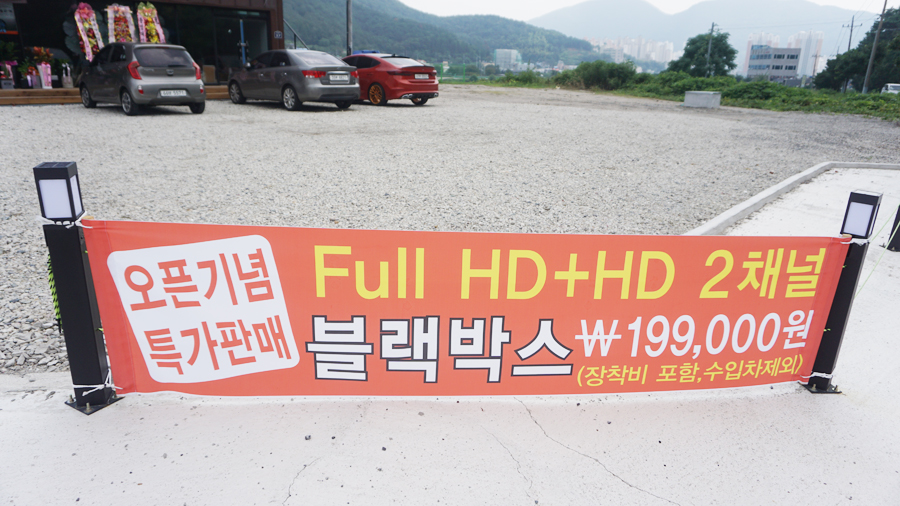 오픈기념
특가판매
Full HD+HD 2채널
블랙박스 ₩199,000원
(장착비 포함,수입차제외)